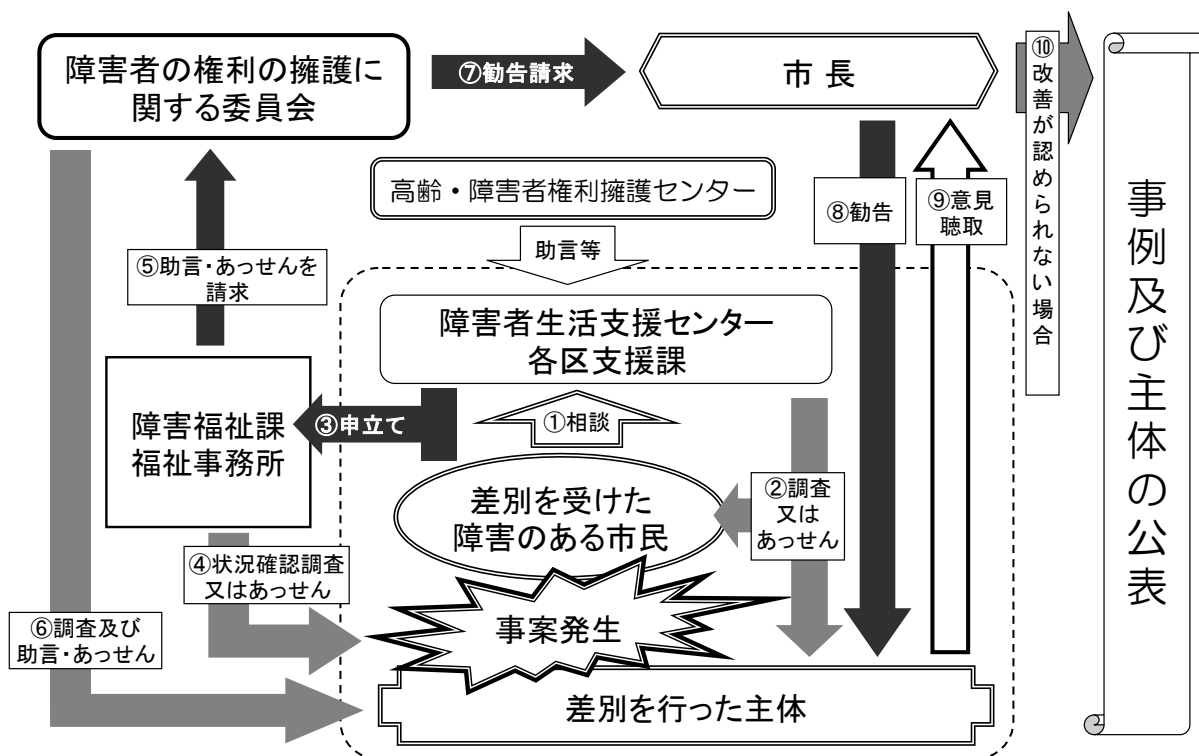 障害者の権利の擁護に
関する委員会
⑦勧告請求
市長
⑩改善が認められない場合
事例及び主体の公表
高齢・障害者権利擁護センター
⑧勧告
⑨意見
聴取
助言等
⑤助言・あっせんを
請求
障害者生活支援センター
各区支援課
障害福祉課
福祉事務所
③申立て
①相談
差別を受けた
障害のある市民
②調査
又は
あっせん
④状況確認調査
又はあっせん
事案発生
⑥調査及び
助言・あっせん
差別を行った主体